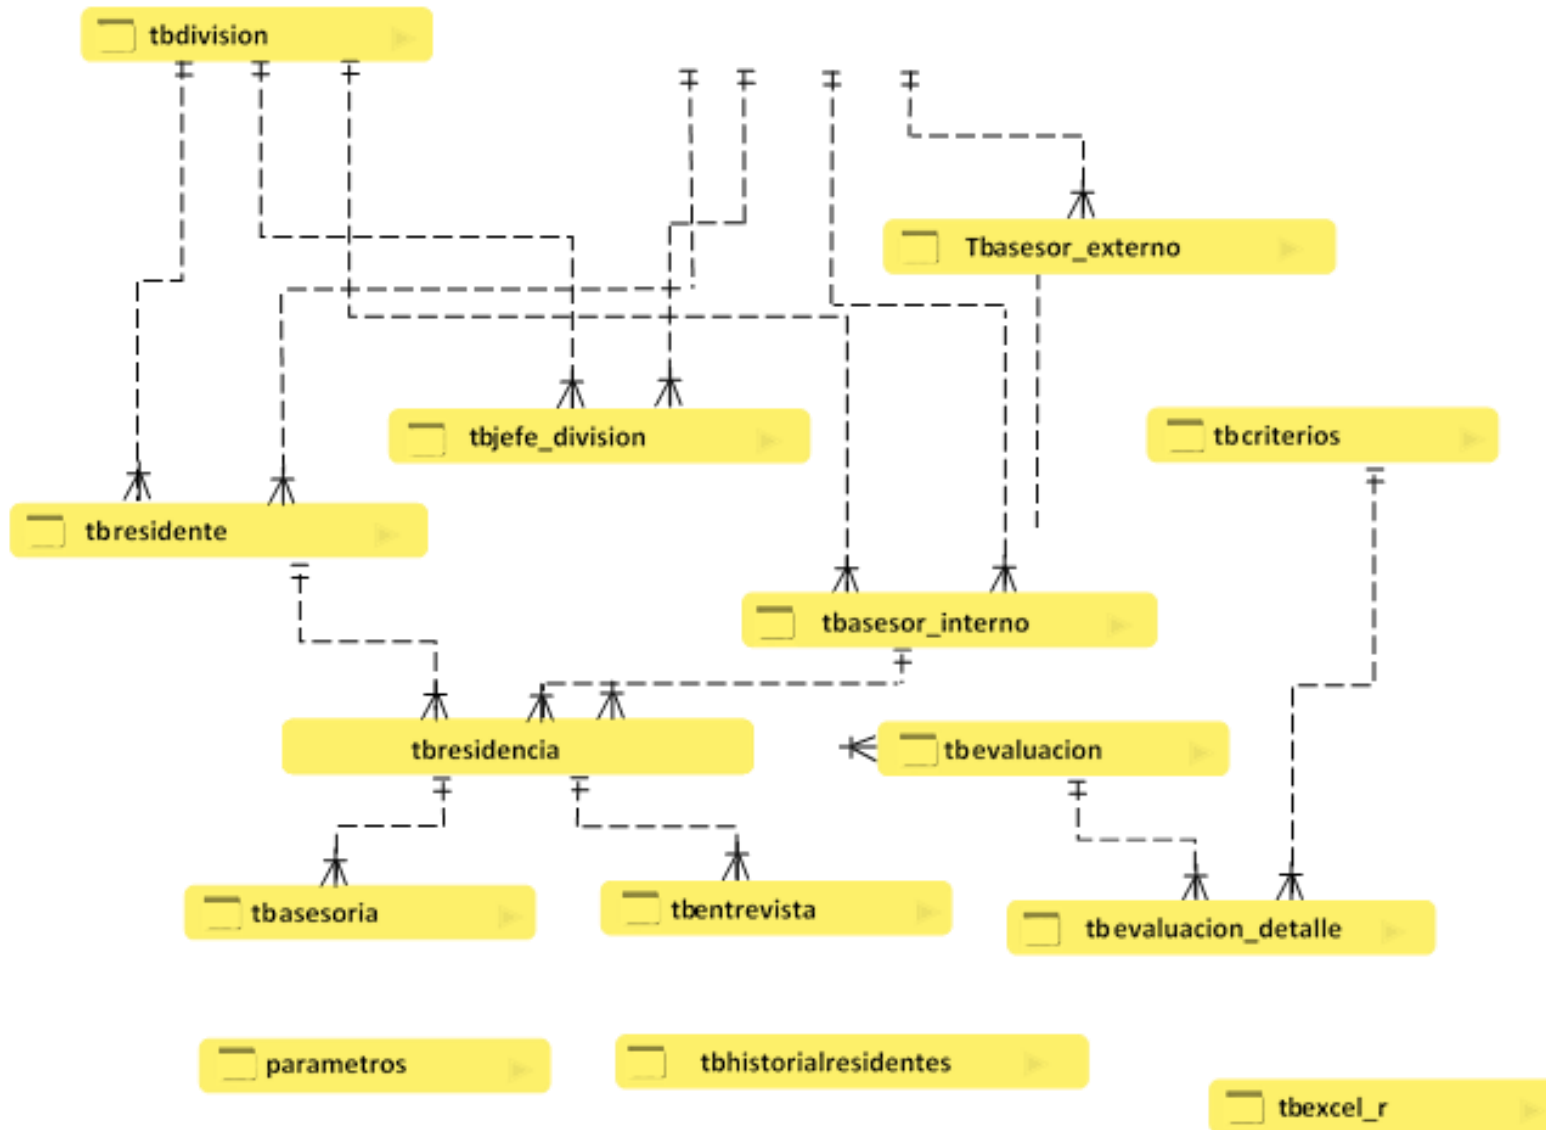 tbdivision
Tbasesor_externo
tbjefe_division
tbcriterios
tbresidente
tbasesor_interno
tbresidencia
tbevaluacion
tbasesoria
tbentrevista
tbevaluacion_detalle
parametros
tbhistorialresidentes
tbexcel_r